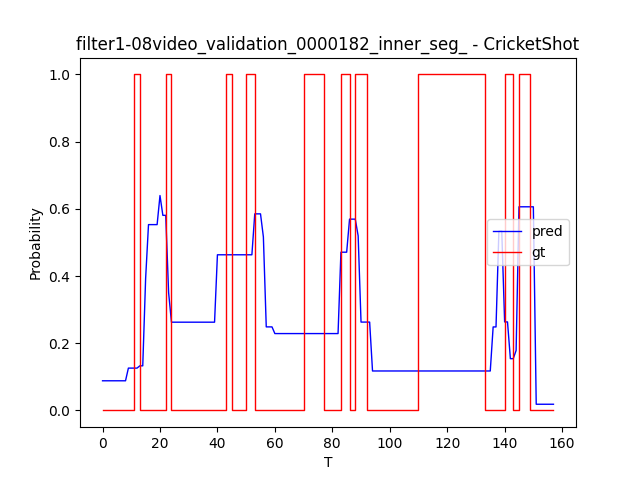 filter1-08video_validation_0000182_inner_seg_ - CricketShot
1.0
0.8
0.6
0.4
0.2
0.0
Probability
pred
gt
0 20 40 60 80 100 120 140 160
T